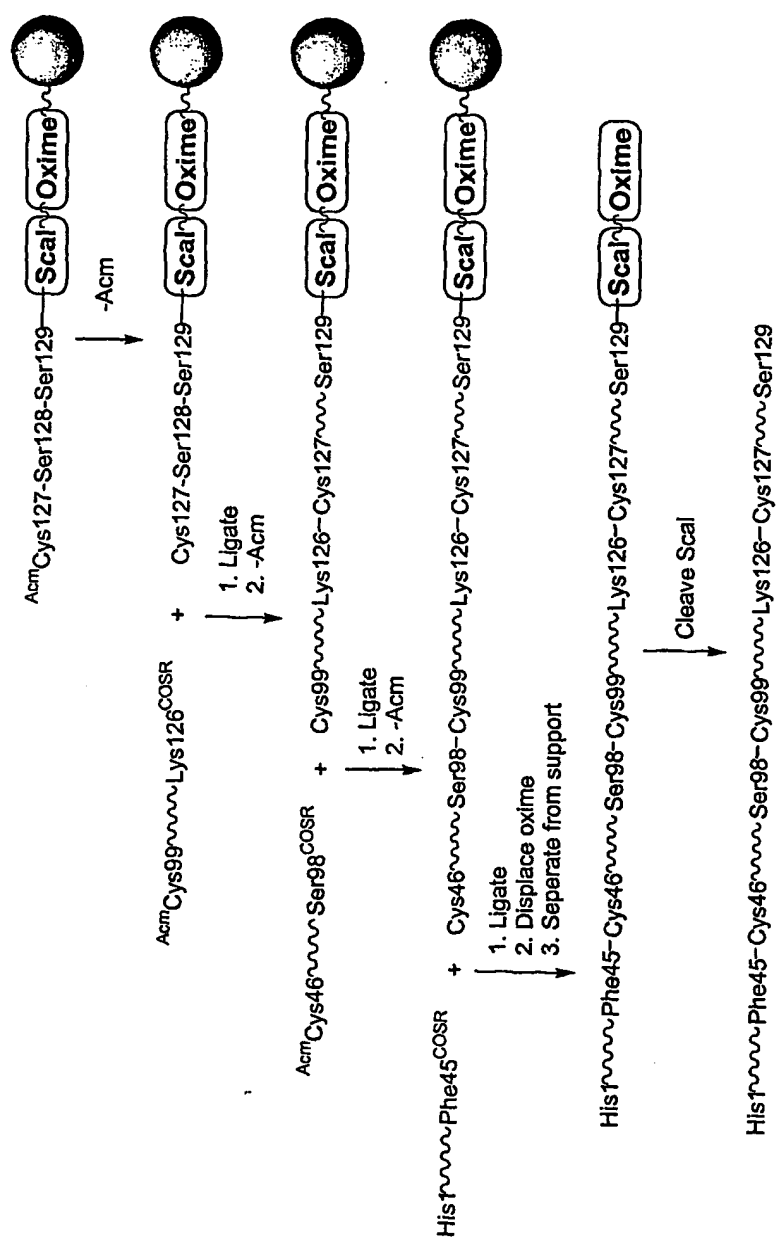 AcmCys127-Ser128-Ser129 Scal Oxime
-Acm
AcmCys99 Lys126COSR + Cys127-Ser128-Ser129 Scal Oxime
1. Ligate
2. -Acm
AcmCys46 Ser98COSR + Cys99 Lys126-Cys127 Ser129 Scal Oxime
1. Ligate
2. -Acm
His1 Phe45COSR + Cys46 Ser98-Cys99 Lys126-Cys127 Ser129 Scal Oxime
1. Ligate
2. Displace oxime
3. Seperate from support
His1 Phe45-Cys46 Ser98-Cys99 Lys126-Cys127 Ser129 Scal Oxime
Cleave Scal
His1 Phe45-Cys46 Ser98-Cys99 Lys126-Cys127 Ser129